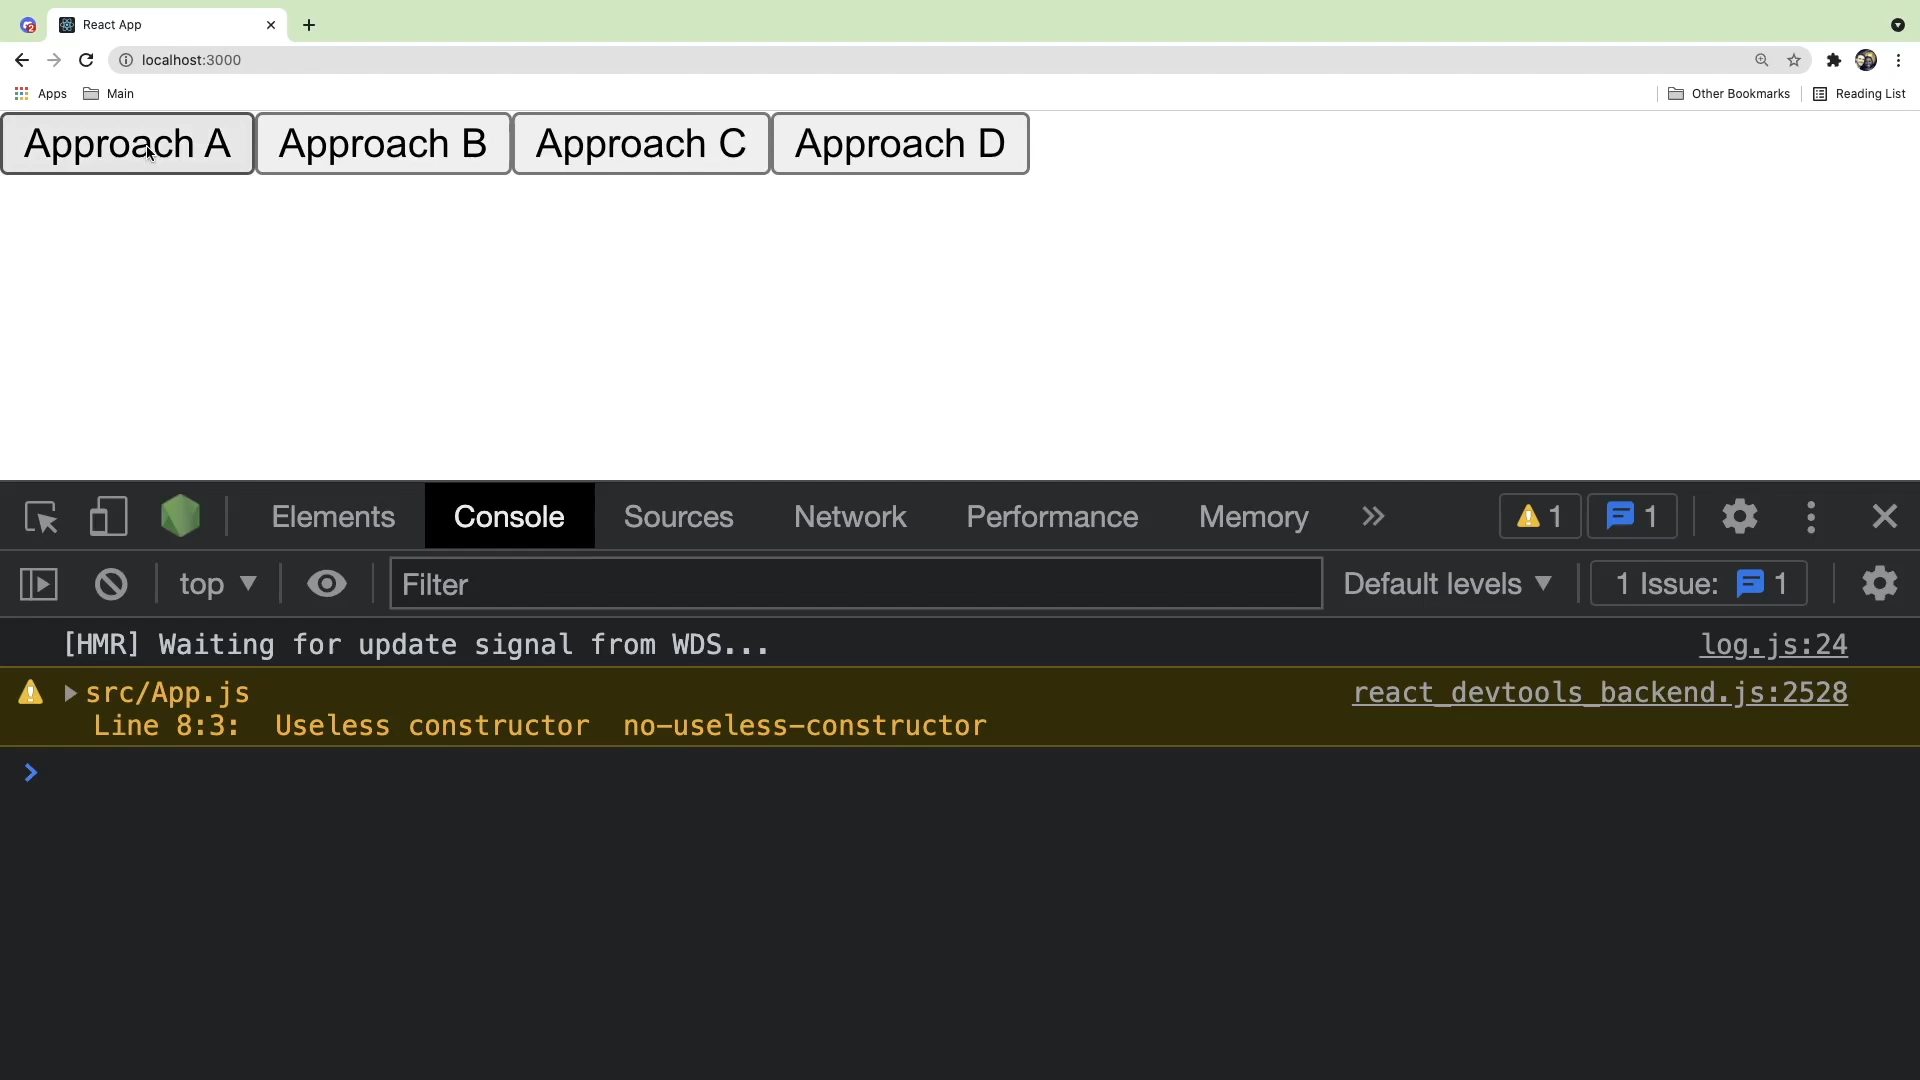 2
React App
localhost:3000
Apps
Main
Other Bookmarks
Reading List
Approach A
Approach B
Approach C
Approach D
Elements
Console
Sources
Network
Performance
Memory
1
1
top
Filter
Default levels
1 Issue: 1
[HMR] Waiting for update signal from WDS...
log.js:24
src/App.js
react_devtools_backend.js:2528
Line 8:3: Useless constructor no-useless-constructor